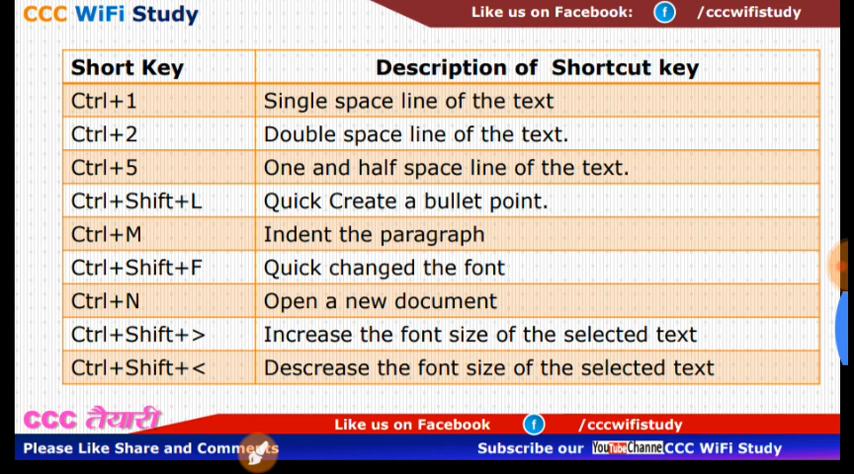 CCC WiFi Study
Like us on Facebook: f /cccwifistudy
Short Key Description of Shortcut key
Ctrl+1 Single space line of the text
Ctrl+2 Double space line of the text.
Ctrl+5 One and half space line of the text.
Ctrl+Shift+L Quick Create a bullet point.
Ctrl+M Indent the paragraph
Ctrl+Shift+F Quick changed the font
Ctrl+N Open a new document
Ctrl+Shift+> Increase the font size of the selected text
Ctrl+Shift+< Descrease the font size of the selected text
CCC तैयारी
Like us on Facebook f /cccwifistudy
Please Like Share and Comments
Subscribe our YouTube Channe CCC WiFi Study